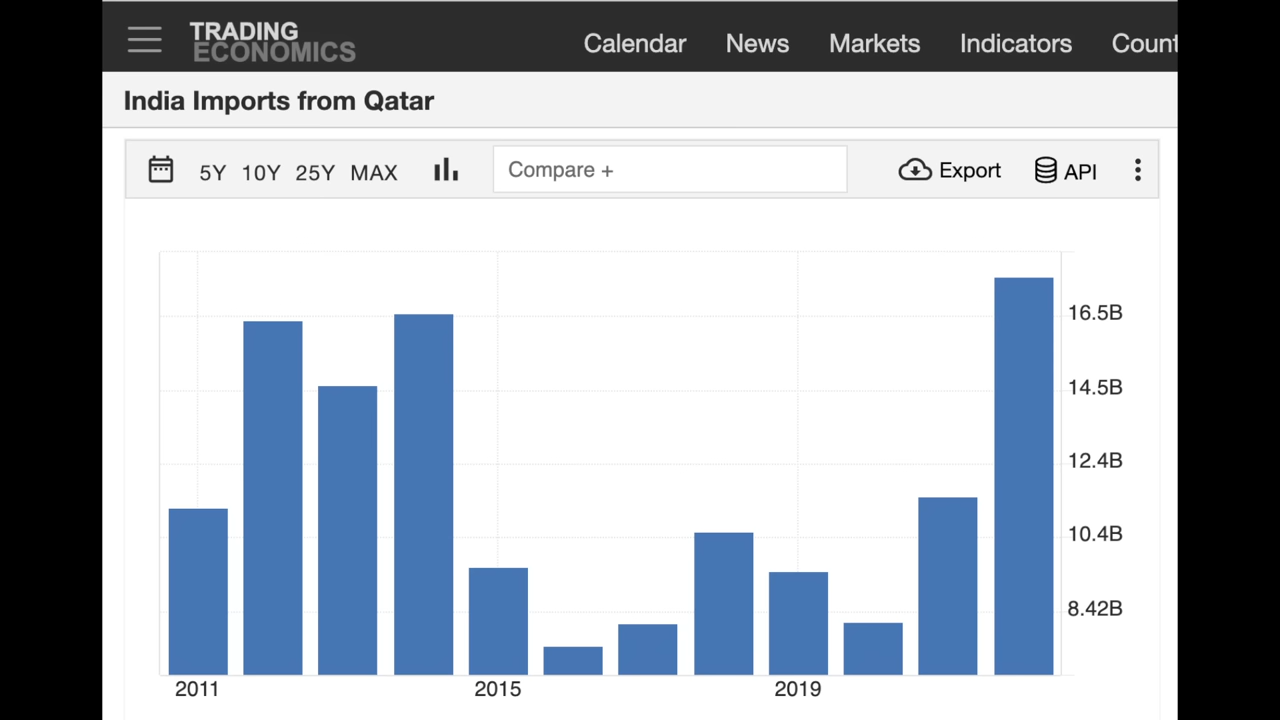 TRADING
ECONOMICS
Calendar News Markets Indicators Count
India Imports from Qatar
5Y 10Y 25Y MAX Compare + Export API
16.5B
14.5B
12.4B
10.4B
8.42B
2011 2015 2019